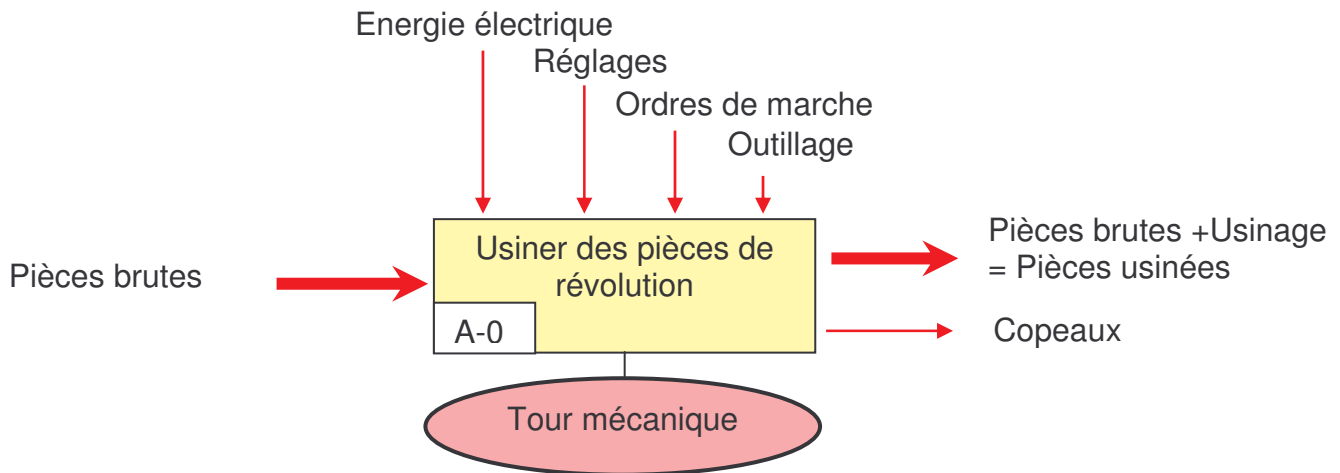 Energie électrique
Réglages
Ordres de marche
Outillage
Pièces brutes
Usiner des pièces de
révolution
A-0
Pièces brutes +Usinage
= Pièces usinées
Copeaux
Tour mécanique